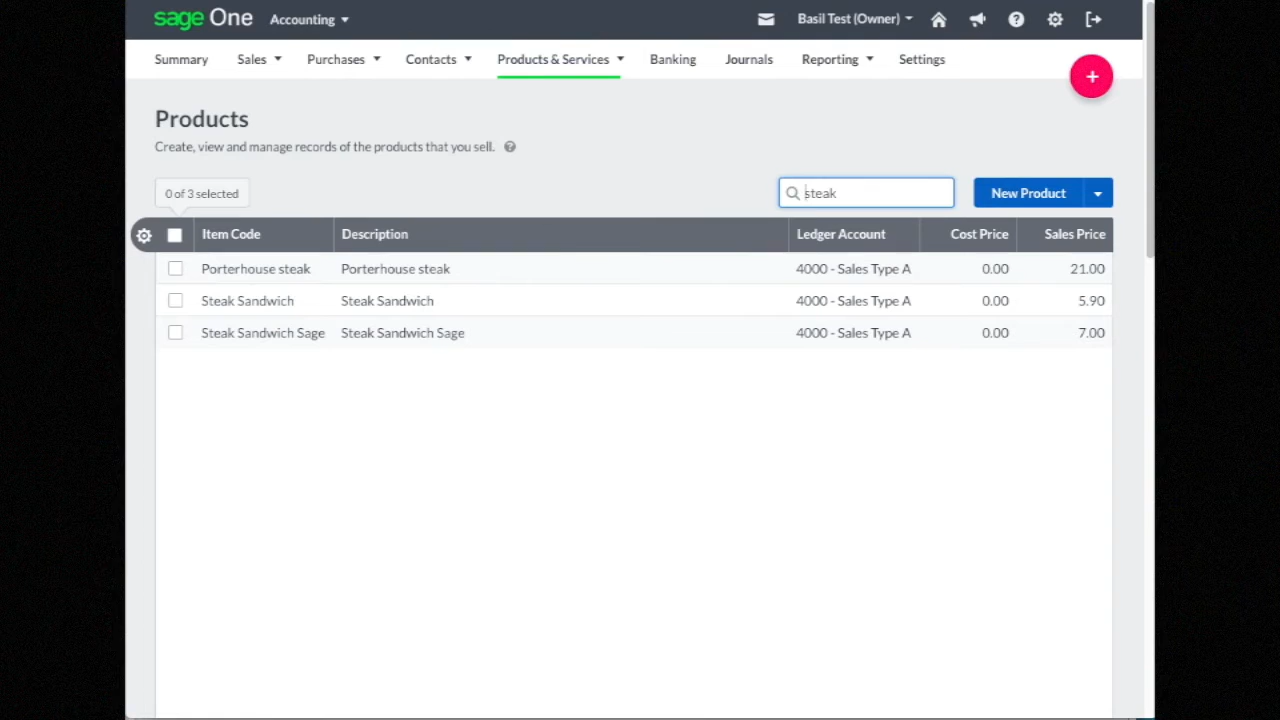 sage One Accounting Basil Test (Owner)
Summary Sales Purchases Contacts Products & Services Banking Journals Reporting Settings
+
Products
Create, view and manage records of the products that you sell. ?
0 of 3 selected steak New Product
Item Code Description Ledger Account Cost Price Sales Price
Porterhouse steak Porterhouse steak 4000 - Sales Type A 0.00 21.00
Steak Sandwich Steak Sandwich 4000 - Sales Type A 0.00 5.90
Steak Sandwich Sage Steak Sandwich Sage 4000 - Sales Type A 0.00 7.00